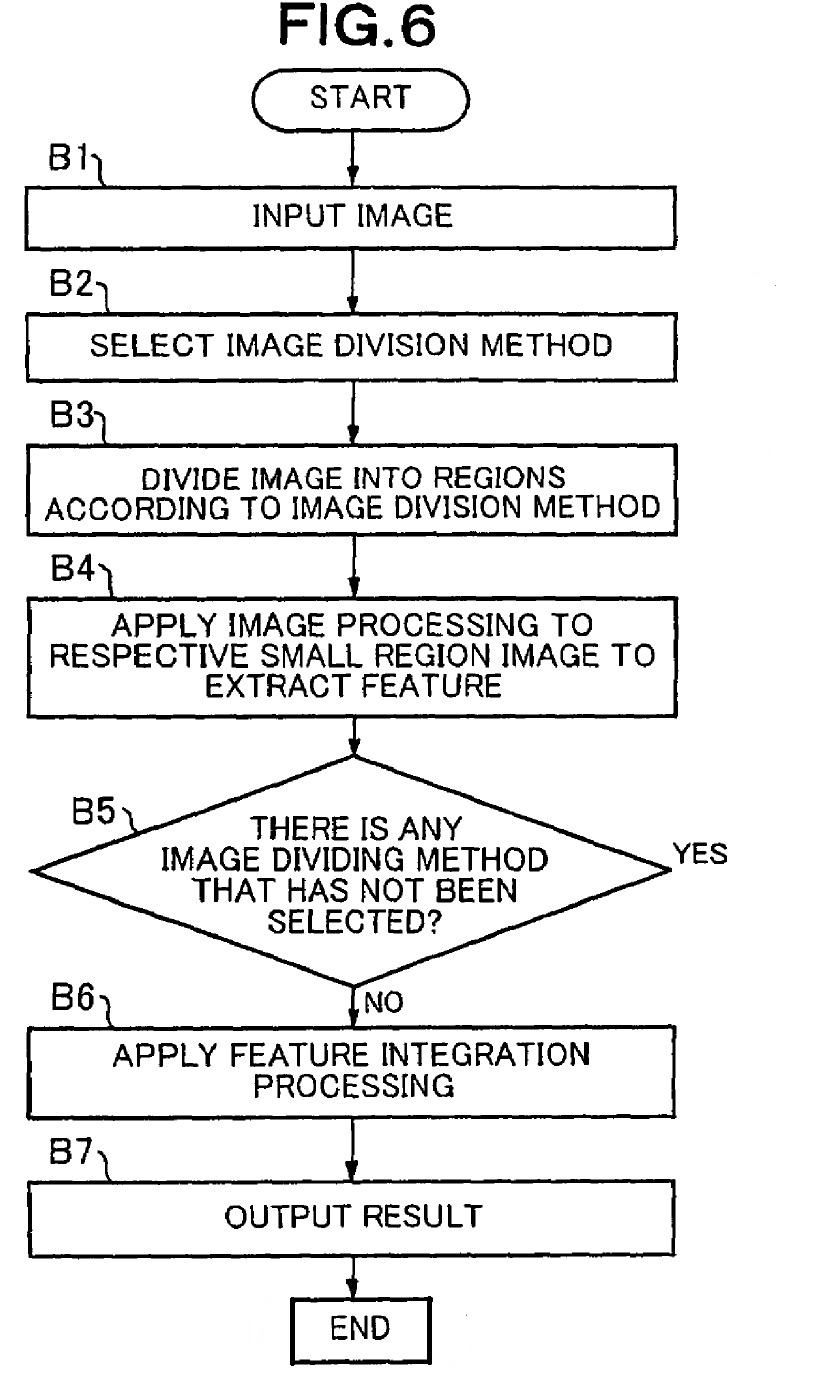 FIG.6
START
B1
INPUT IMAGE
B2
SELECT IMAGE DIVISION METHOD
B3
DIVIDE IMAGE INTO REGIONS
ACCORDING TO IMAGE DIVISION METHOD
B4
APPLY IMAGE PROCESSING TO
RESPECTIVE SMALL REGION IMAGE TO
EXTRACT FEATURE
B5
THERE IS ANY
IMAGE DIVIDING METHOD
THAT HAS NOT BEEN
SELECTED?
YES
NO
B6
APPLY FEATURE INTEGRATION
PROCESSING
B7
OUTPUT RESULT
END